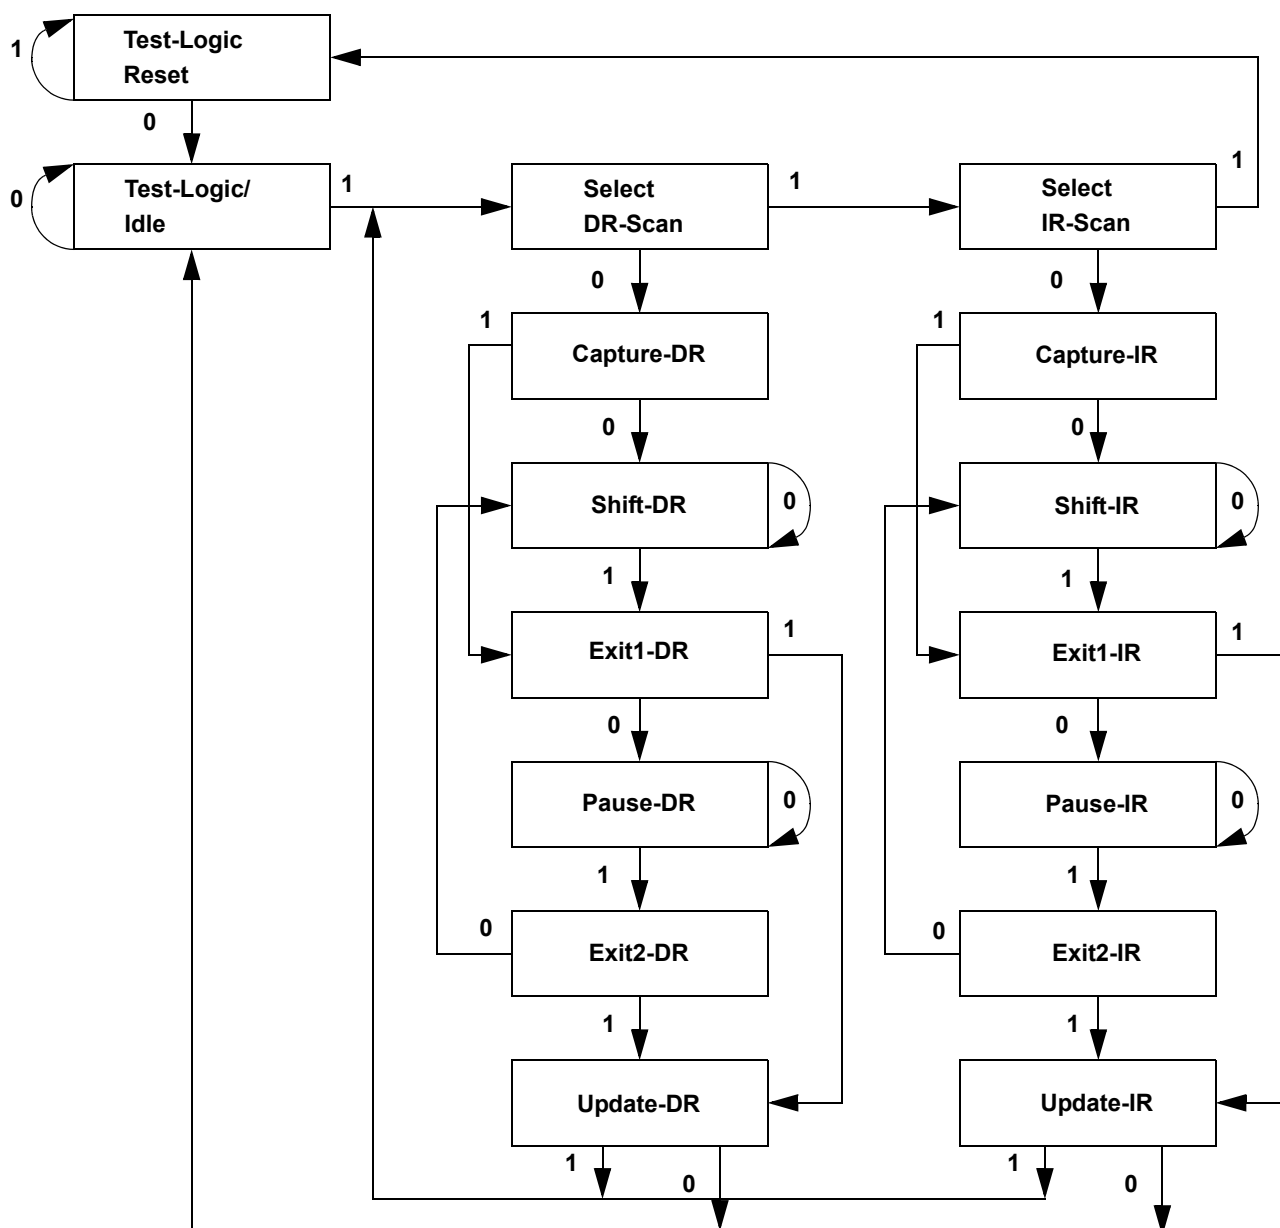 Test-Logic
Reset
1
0
Test-Logic/
Idle
0
1
Select
DR-Scan
1
Select
IR-Scan
1
0
0
1
Capture-DR
1
Capture-IR
0
0
Shift-DR
0
Shift-IR
0
1
1
Exit1-DR
1
Exit1-IR
1
0
0
Pause-DR
0
Pause-IR
0
1
1
0
Exit2-DR
0
Exit2-IR
1
1
Update-DR
Update-IR
1
0
1
0